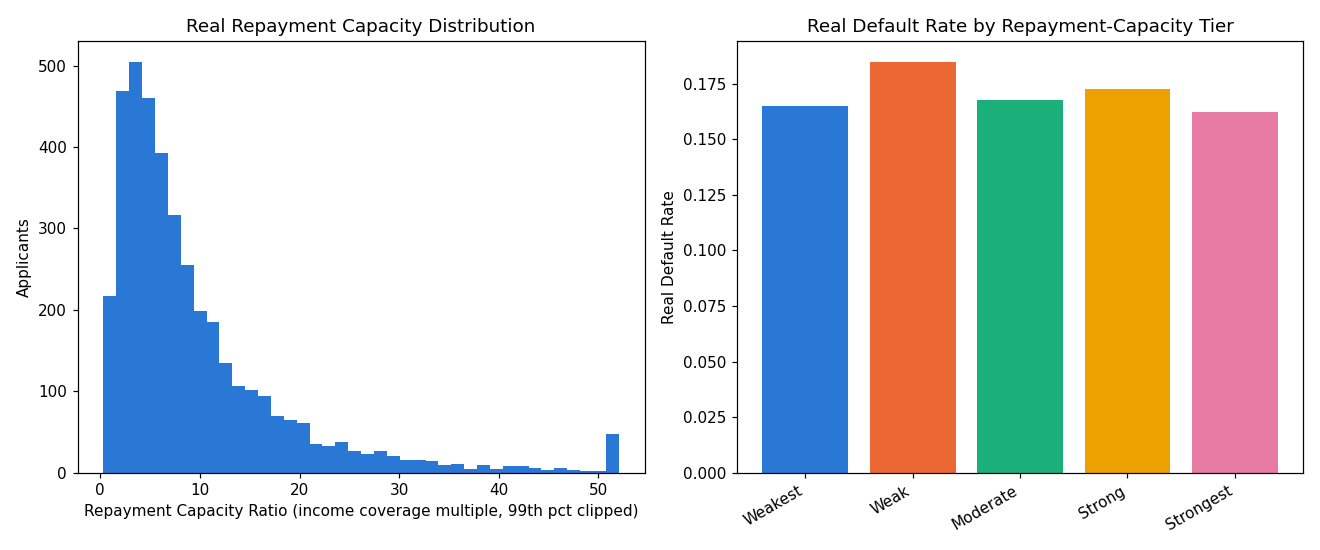 Real Repayment Capacity Distribution
500
400
300
200
100
0
Applicants
0 10 20 30 40 50
Repayment Capacity Ratio (income coverage multiple, 99th pct clipped)
Real Default Rate by Repayment-Capacity Tier
0.175
0.150
0.125
0.100
0.075
0.050
0.025
0.000
Real Default Rate
Weakest
Weak
Moderate
Strong
Strongest